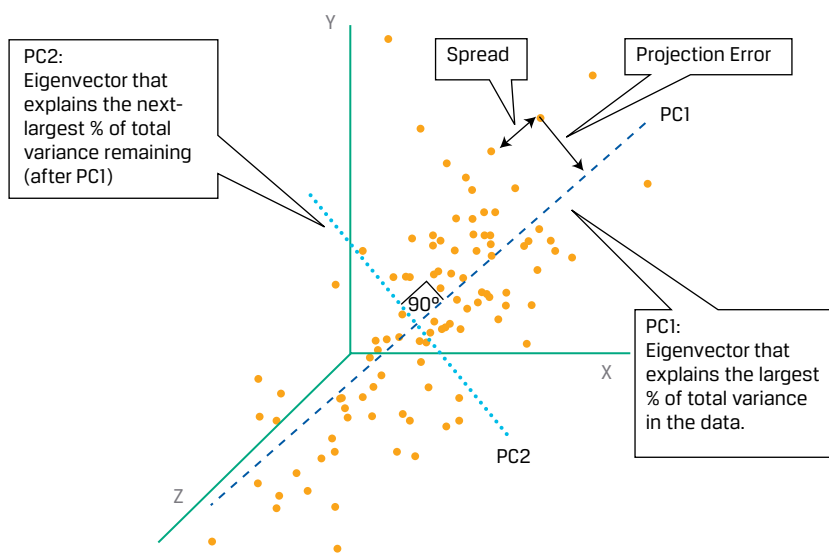 Y
PC2:
Eigenvector that
explains the next-
largest % of total
variance remaining
(after PC1)
Spread
Projection Error
PC1
90°
X
PC1:
Eigenvector that
explains the largest
% of total variance
in the data.
PC2
Z